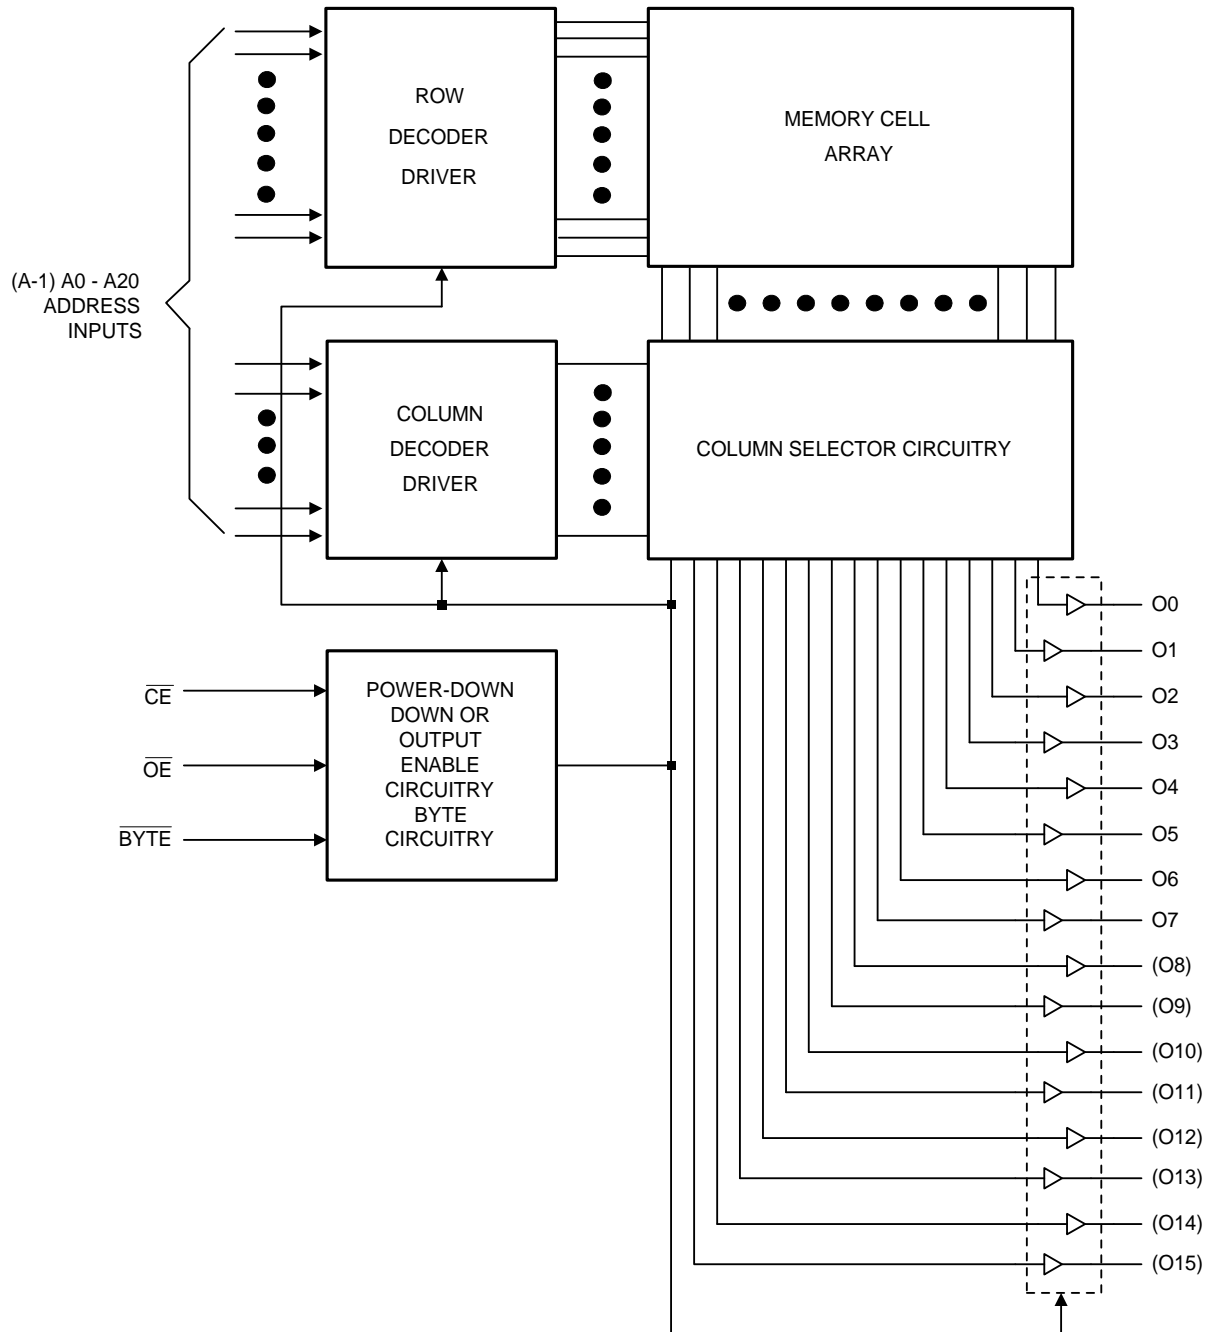 ROW
DECODER
DRIVER
MEMORY CELL
ARRAY
(A-1) A0 - A20
ADDRESS
INPUTS
COLUMN
DECODER
DRIVER
COLUMN SELECTOR CIRCUITRY
CE
OE
BYTE
POWER-DOWN
DOWN OR
OUTPUT
ENABLE
CIRCUITRY
BYTE
CIRCUITRY
O0
O1
O2
O3
O4
O5
O6
O7
(O8)
(O9)
(O10)
(O11)
(O12)
(O13)
(O14)
(O15)